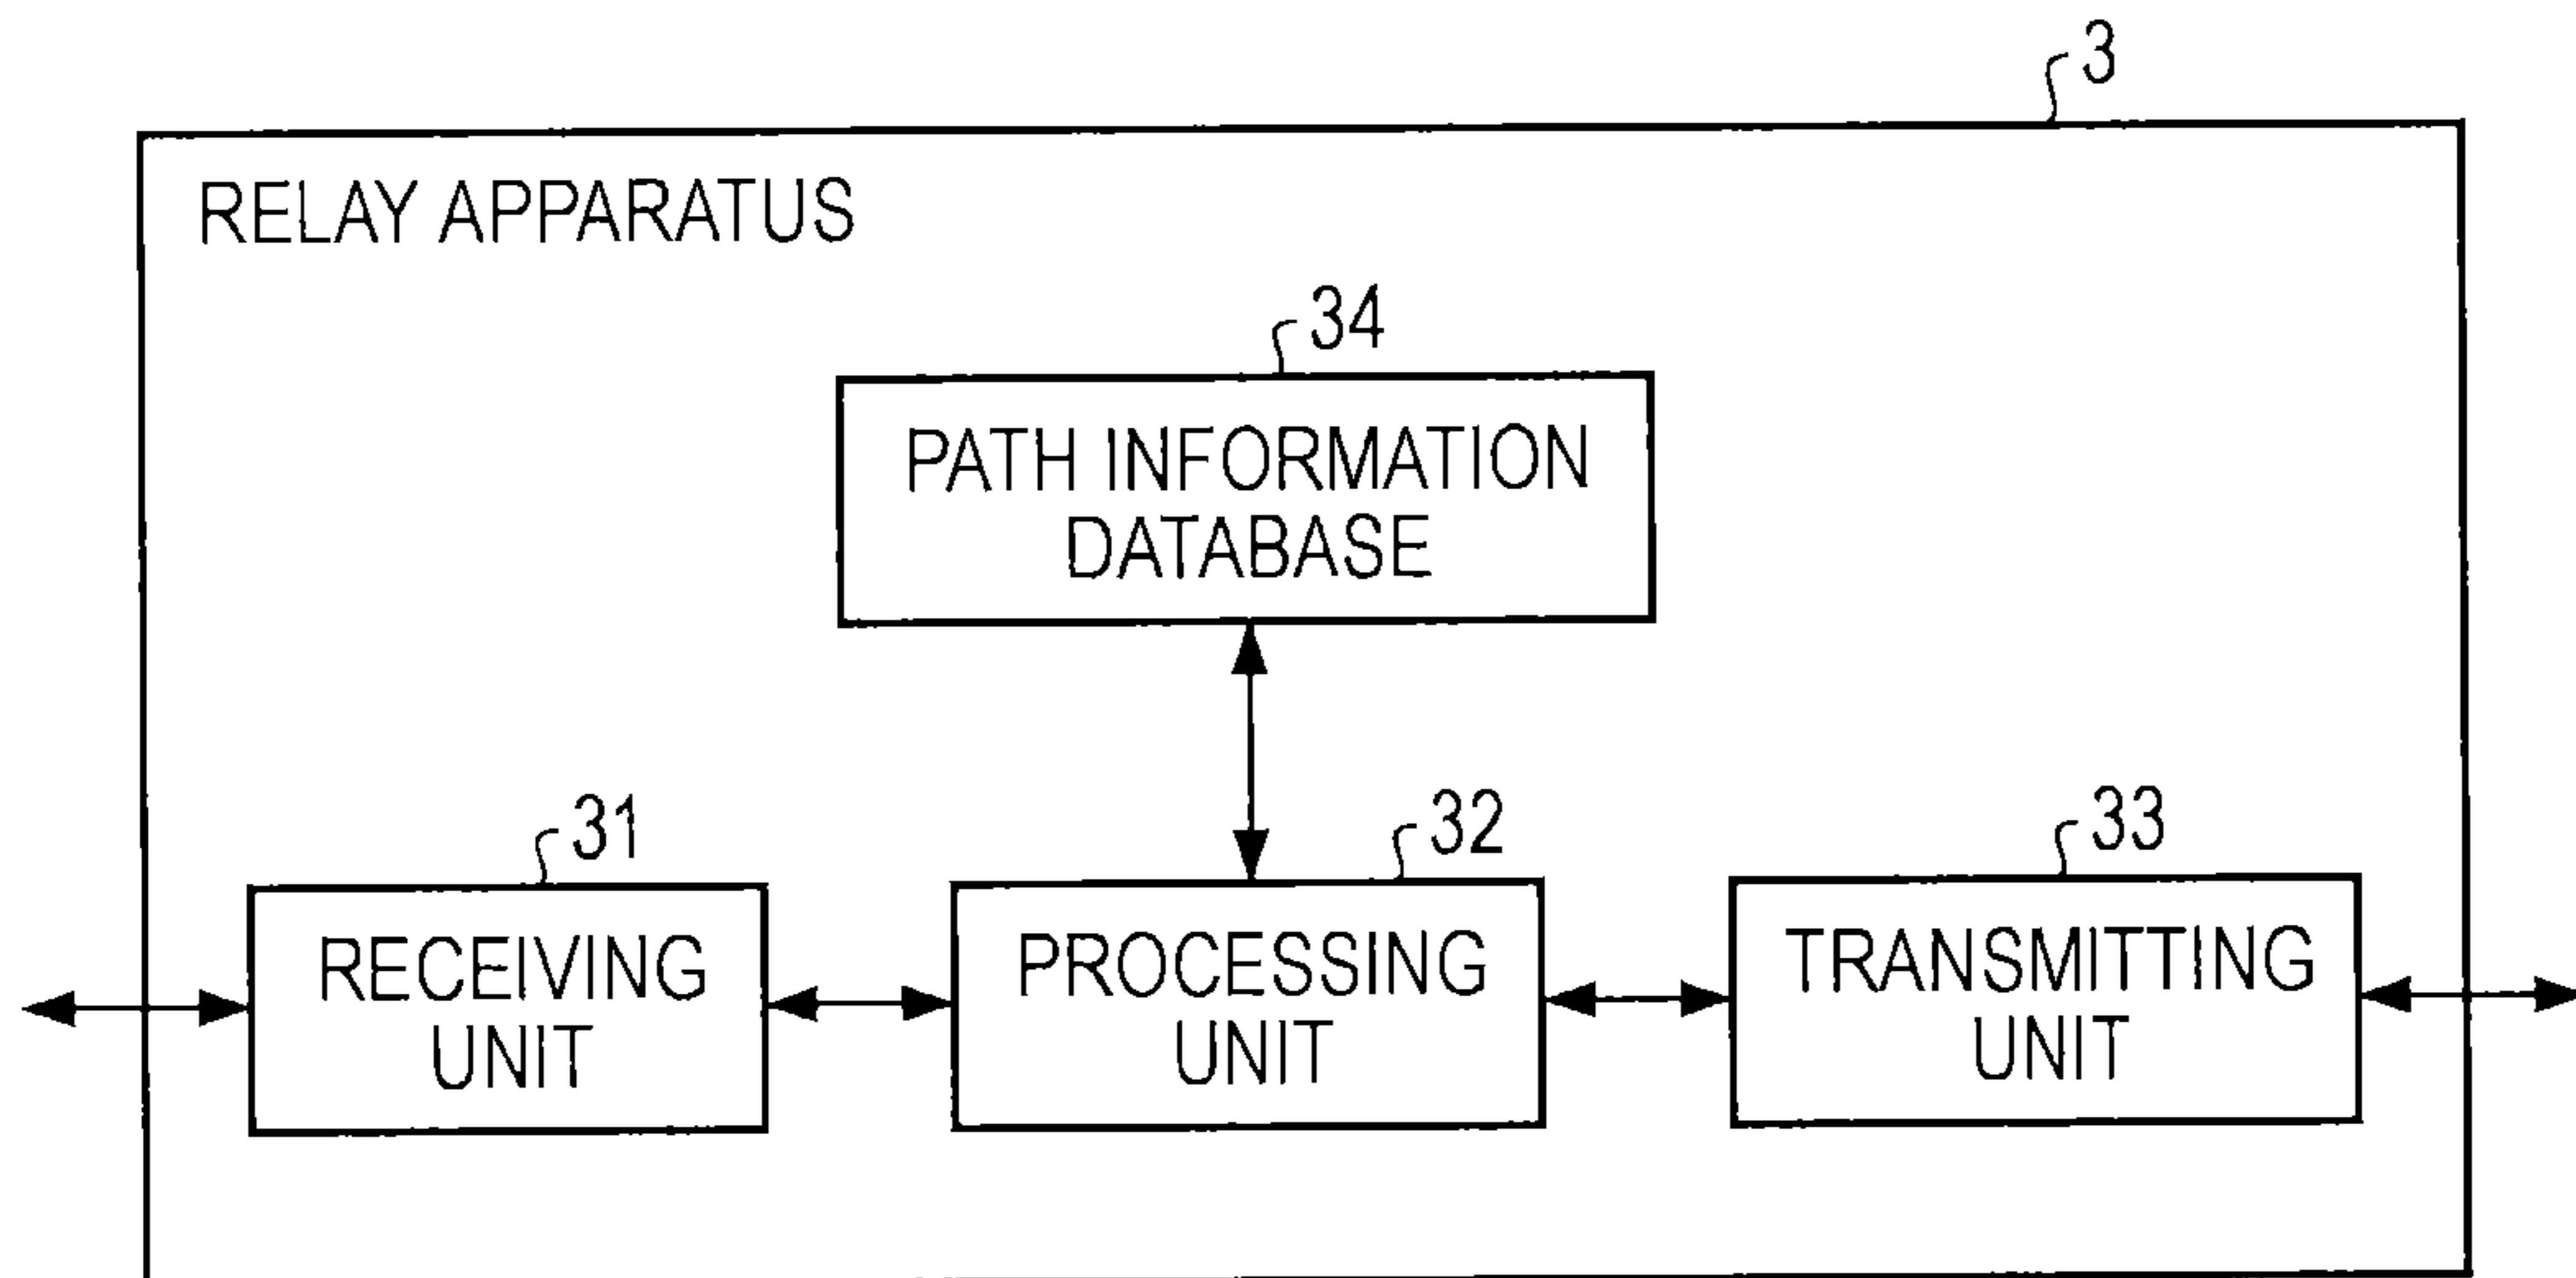 3
RELAY APPARATUS
34
PATH INFORMATION
DATABASE
31
32
33
RECEIVING
UNIT
PROCESSING
UNIT
TRANSMITTING
UNIT